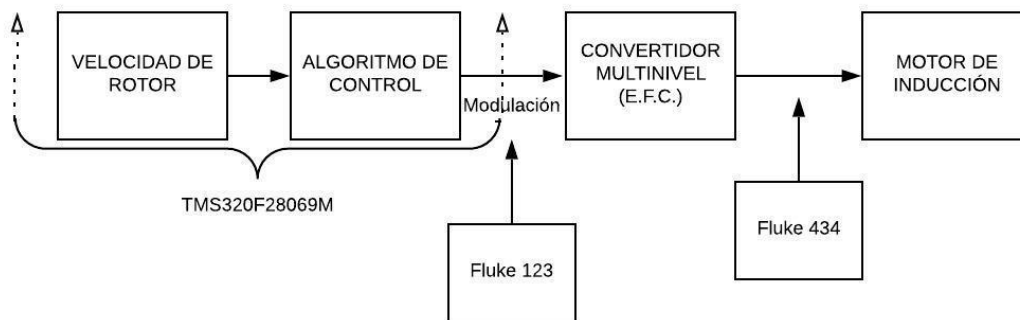 VELOCIDAD DE
ROTOR
ALGORITMO DE
CONTROL
Modulación
CONVERTIDOR
MULTINIVEL
(E.F.C.)
MOTOR DE
INDUCCIÓN
TMS320F28069M
Fluke 123
Fluke 434